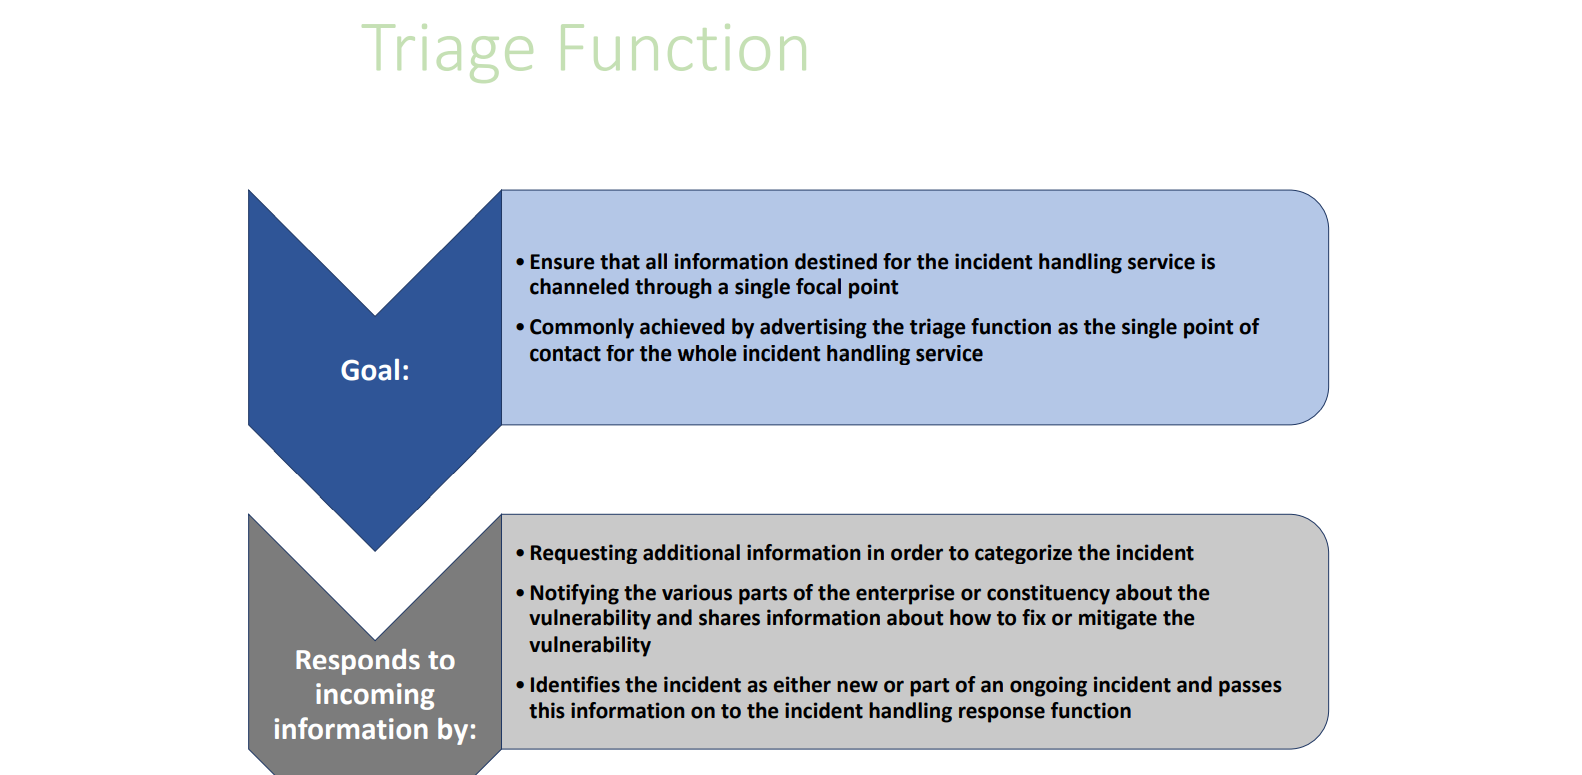 Triage Function
Goal:
• Ensure that all information destined for the incident handling service is
channeled through a single focal point
• Commonly achieved by advertising the triage function as the single point of
contact for the whole incident handling service
Responds to
incoming
information by:
• Requesting additional information in order to categorize the incident
• Notifying the various parts of the enterprise or constituency about the
vulnerability and shares information about how to fix or mitigate the
vulnerability
• Identifies the incident as either new or part of an ongoing incident and passes
this information on to the incident handling response function